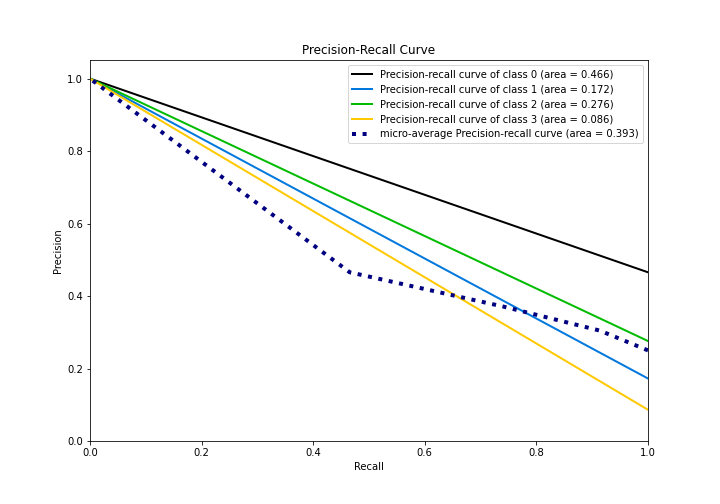 Precision-Recall Curve
Precision-recall curve of class 0 (area = 0.466)
Precision-recall curve of class 1 (area = 0.172)
Precision-recall curve of class 2 (area = 0.276)
Precision-recall curve of class 3 (area = 0.086)
micro-average Precision-recall curve (area = 0.393)
1.0
0.8
0.6
0.4
0.2
0.0
Precision
0.0 0.2 0.4 0.6 0.8 1.0
Recall